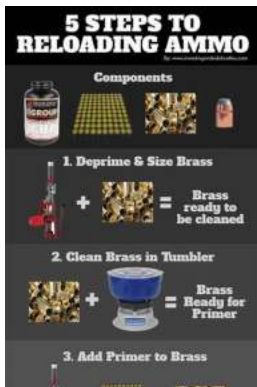 5 STEPS TO
RELOADING AMMO
Components
1. Deprime & Size Brass
+
=
Brass
ready to
be cleaned
2. Clean Brass in Tumbler
+
=
Brass
Ready for
Primer
3. Add Primer to Brass